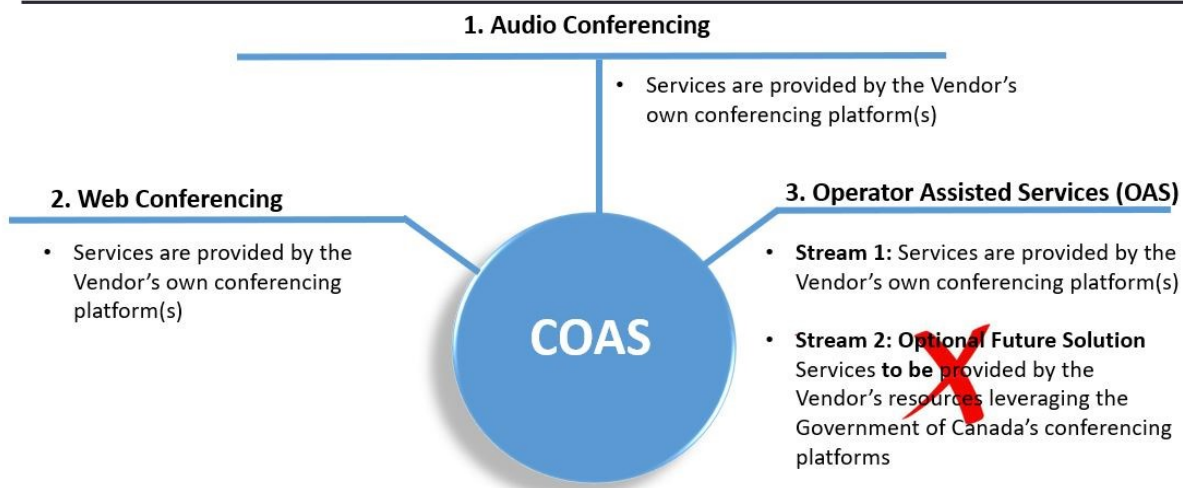 1. Audio Conferencing
• Services are provided by the Vendor's
own conferencing platform(s)
2. Web Conferencing
• Services are provided by the
Vendor's own conferencing
platform(s)
3. Operator Assisted Services (OAS)
• Stream 1: Services are provided by the
Vendor's own conferencing platform(s)
• Stream 2: Optional Future Solution
Services to be provided by the
Vendor's resources leveraging the
Government of Canada's conferencing
platforms
COAS